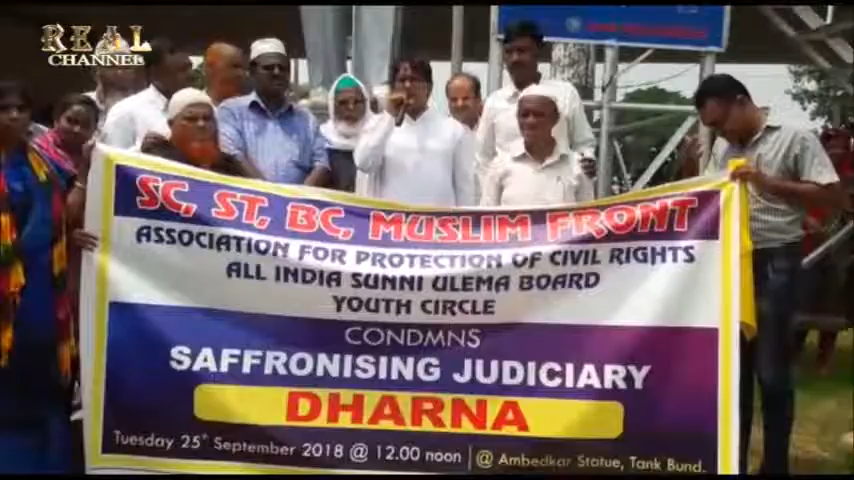 REAL
CHANNEL
SC, ST, BC, MUSLIM FRONT
ASSOCIATION FOR PROTECTION OF CIVIL RIGHTS
ALL INDIA SUNNI ULEMA BOARD
YOUTH CIRCLE
CONDMNS
SAFFRONISING JUDICIARY
DHARNA
Tuesday 25th September 2018 @ 12.00 noon | @ Ambedkar Statue, Tank Bund.